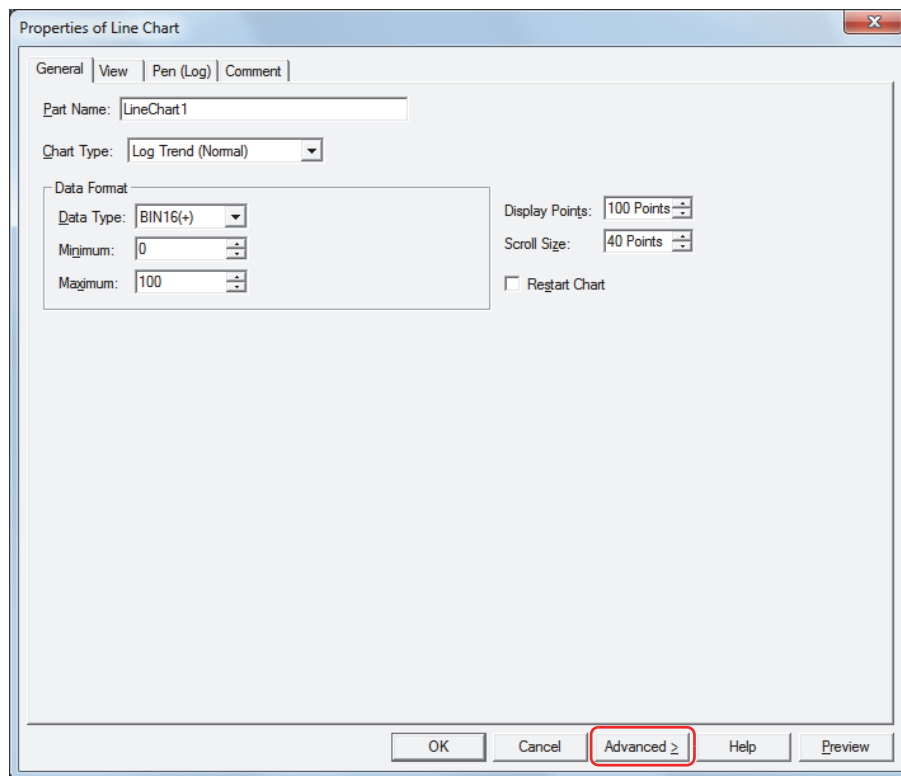 Properties of Line Chart
General View Pen (Log) Comment
Part Name: LineChart1
Chart Type: Log Trend (Normal)
Data Format
Data Type: BIN16(+)
Minimum: 0
Maximum: 100
Display Points: 100 Points
Scroll Size: 40 Points
Restart Chart
OK Cancel Advanced > Help Preview